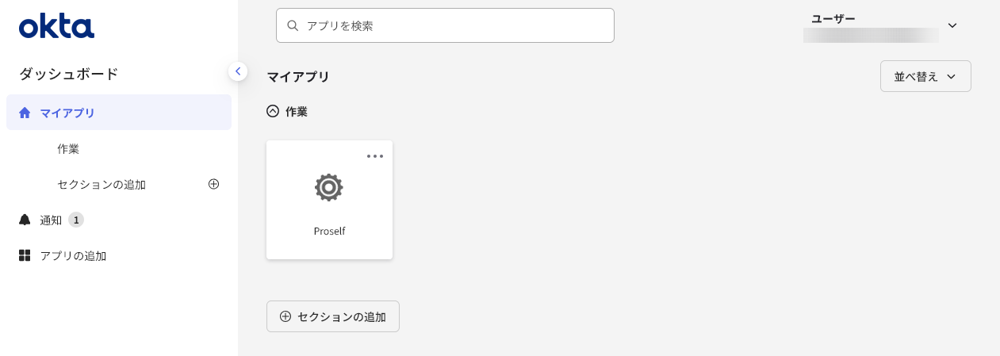 okta
アプリを検索
ユーザー
ダッシュボード
マイアプリ
作業
セクションの追加
通知 1
アプリの追加
マイアプリ
並べ替え
作業
Proself
セクションの追加